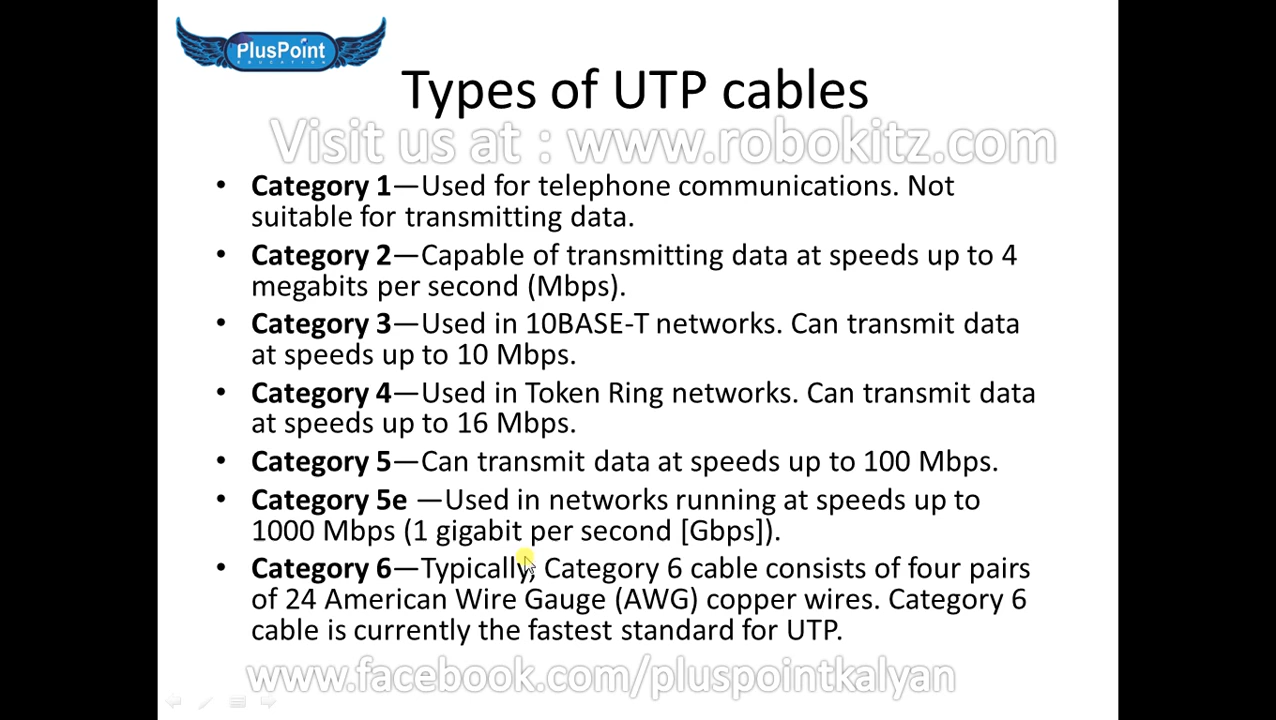 PlusPoint
EDUCATION
Types of UTP cables
Visit us at : www.robokitz.com
• Category 1—Used for telephone communications. Not
suitable for transmitting data.
• Category 2—Capable of transmitting data at speeds up to 4
megabits per second (Mbps).
• Category 3—Used in 10BASE-T networks. Can transmit data
at speeds up to 10 Mbps.
• Category 4—Used in Token Ring networks. Can transmit data
at speeds up to 16 Mbps.
• Category 5—Can transmit data at speeds up to 100 Mbps.
• Category 5e —Used in networks running at speeds up to
1000 Mbps (1 gigabit per second [Gbps]).
• Category 6—Typically, Category 6 cable consists of four pairs
of 24 American Wire Gauge (AWG) copper wires. Category 6
cable is currently the fastest standard for UTP.
www.facebook.com/pluspointkalyan